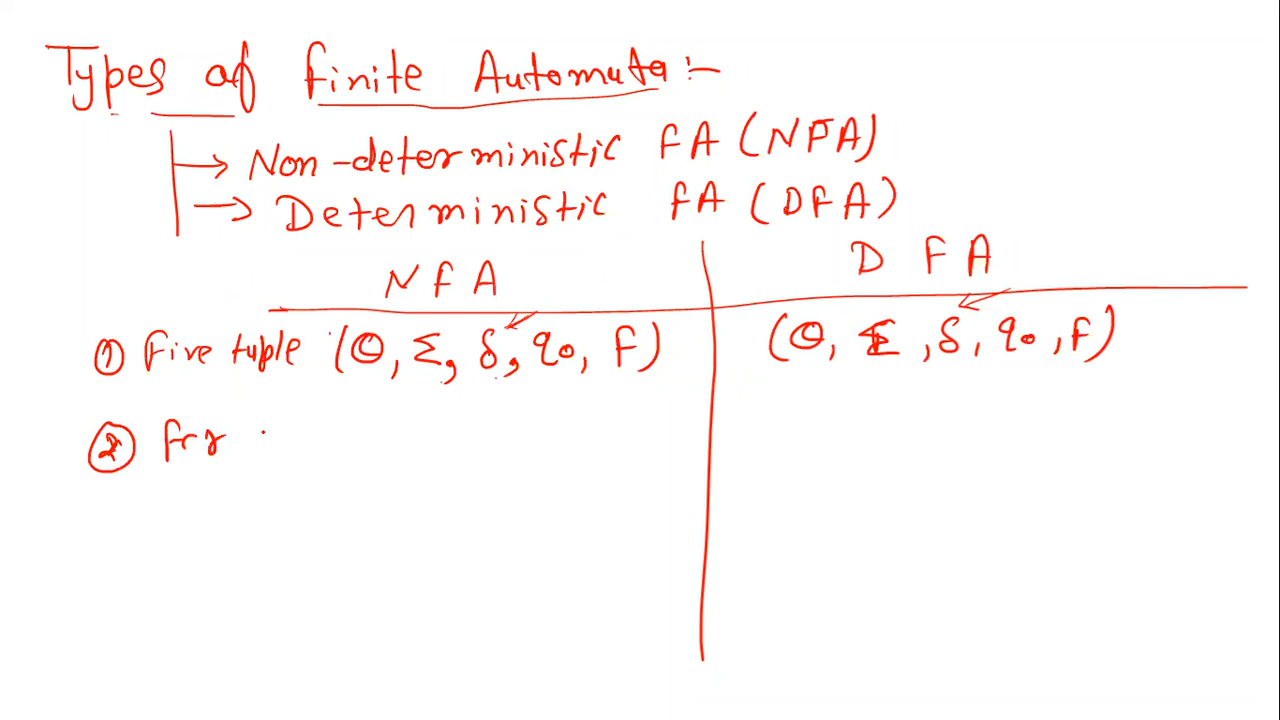 Types of finite Automata :-
→ Non-deterministic FA (NFA)
→ Deterministic FA (DFA)
NFA
DFA
① Five tuple (Q, Σ, δ, q0, F)
(Q, Σ, δ, q0, F)
②